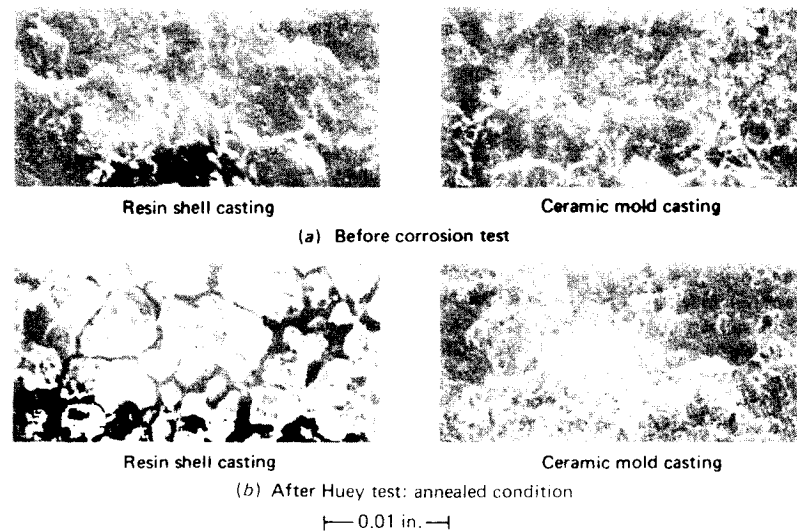 Resin shell casting
Ceramic mold casting
(a) Before corrosion test
Resin shell casting
Ceramic mold casting
(b) After Huey test: annealed condition
0.01 in.